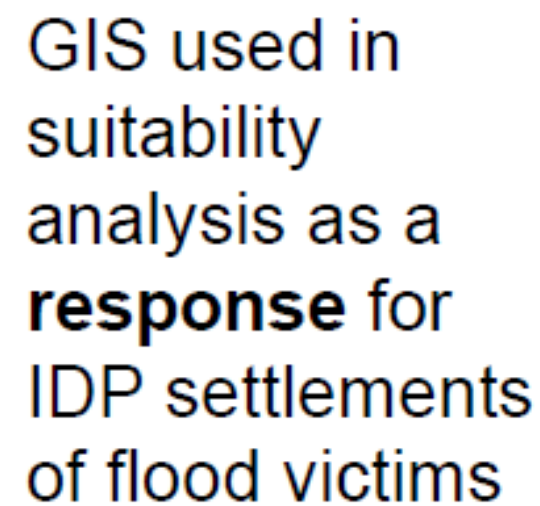 GIS used in
suitability
analysis as a
response for
IDP settlements
of flood victims